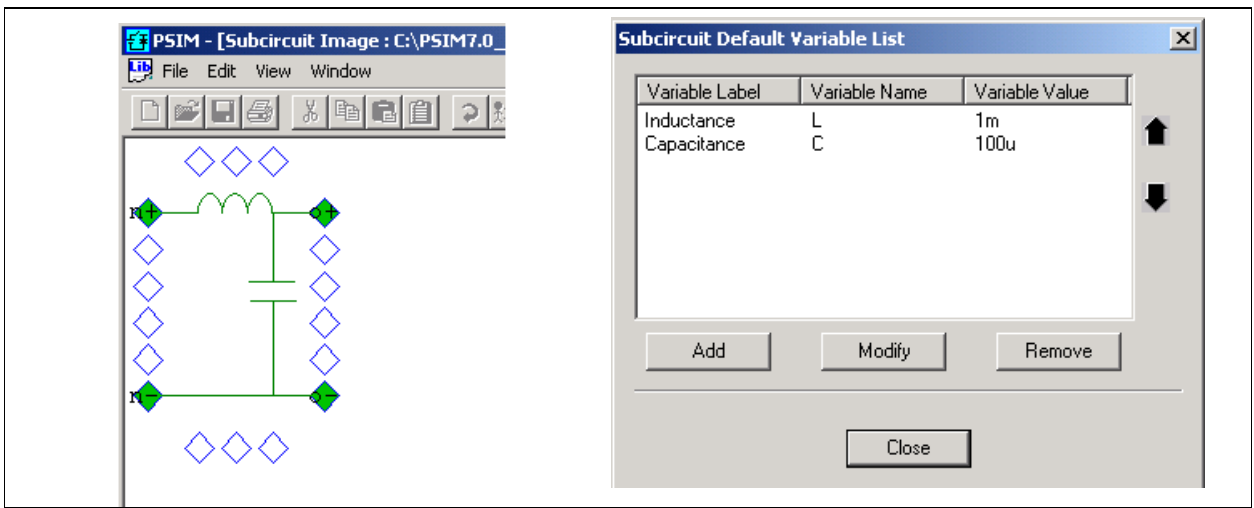 PSIM - [Subcircuit Image : C:\PSIM7.0_
Lib File Edit View Window
n+ o+
n- o-
Subcircuit Default Variable List
Variable Label Variable Name Variable Value
Inductance L 1m
Capacitance C 100u
Add Modify Remove
Close